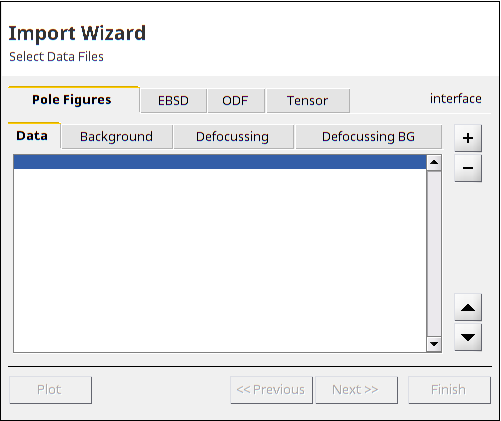 Import Wizard
Select Data Files
Pole Figures EBSD ODF Tensor interface
Data Background Defocussing Defocussing BG
+
−
Plot << Previous Next >> Finish